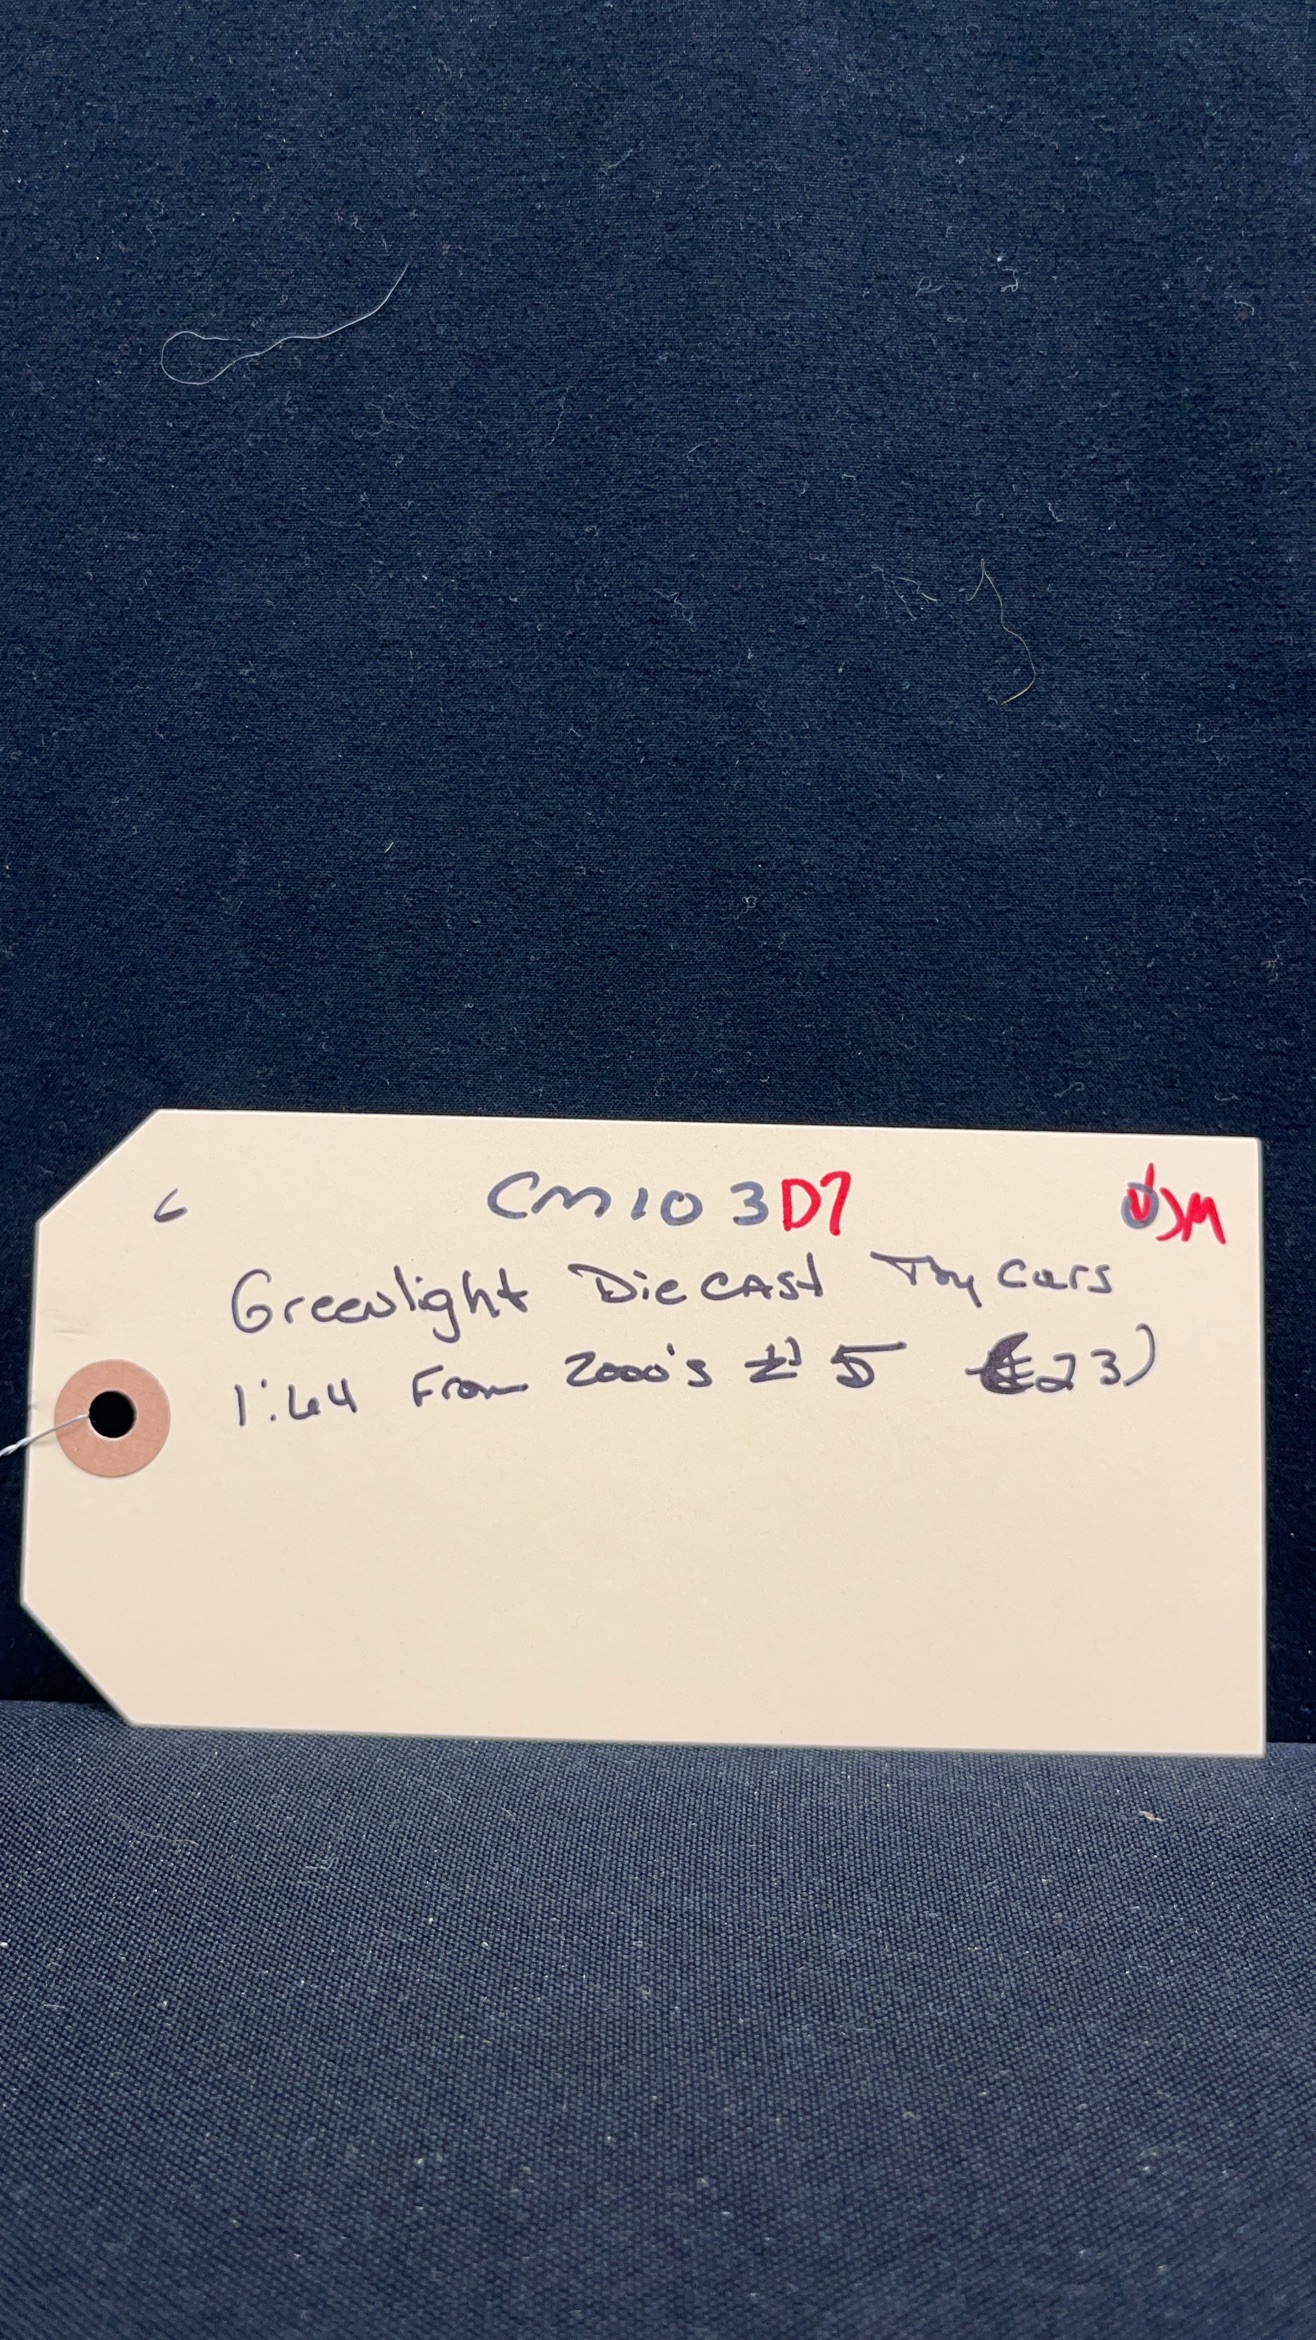 C CM103D7
Greenlight Diecast Toy Cars
1:64 From 2000's # 5 23)